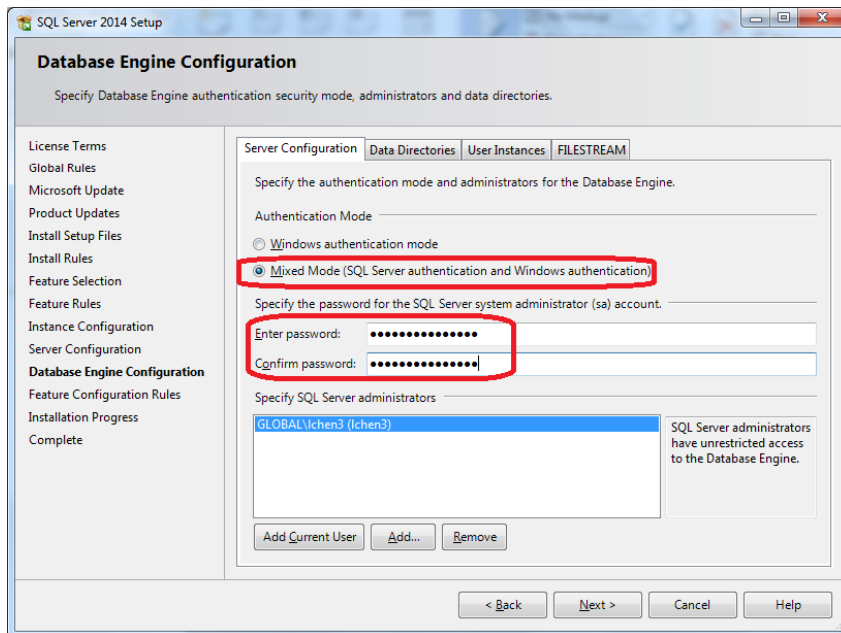 SQL Server 2014 Setup
Database Engine Configuration
Specify Database Engine authentication security mode, administrators and data directories.
License Terms
Global Rules
Microsoft Update
Product Updates
Install Setup Files
Install Rules
Feature Selection
Feature Rules
Instance Configuration
Server Configuration
Database Engine Configuration
Feature Configuration Rules
Installation Progress
Complete
Server Configuration Data Directories User Instances FILESTREAM
Specify the authentication mode and administrators for the Database Engine.
Authentication Mode
Windows authentication mode
Mixed Mode (SQL Server authentication and Windows authentication)
Specify the password for the SQL Server system administrator (sa) account.
Enter password: ●●●●●●●●●●●●●●●
Confirm password: ●●●●●●●●●●●●●●●
Specify SQL Server administrators
GLOBAL\lchen3 (lchen3)
SQL Server administrators
have unrestricted access
to the Database Engine.
Add Current User Add... Remove
< Back Next > Cancel Help